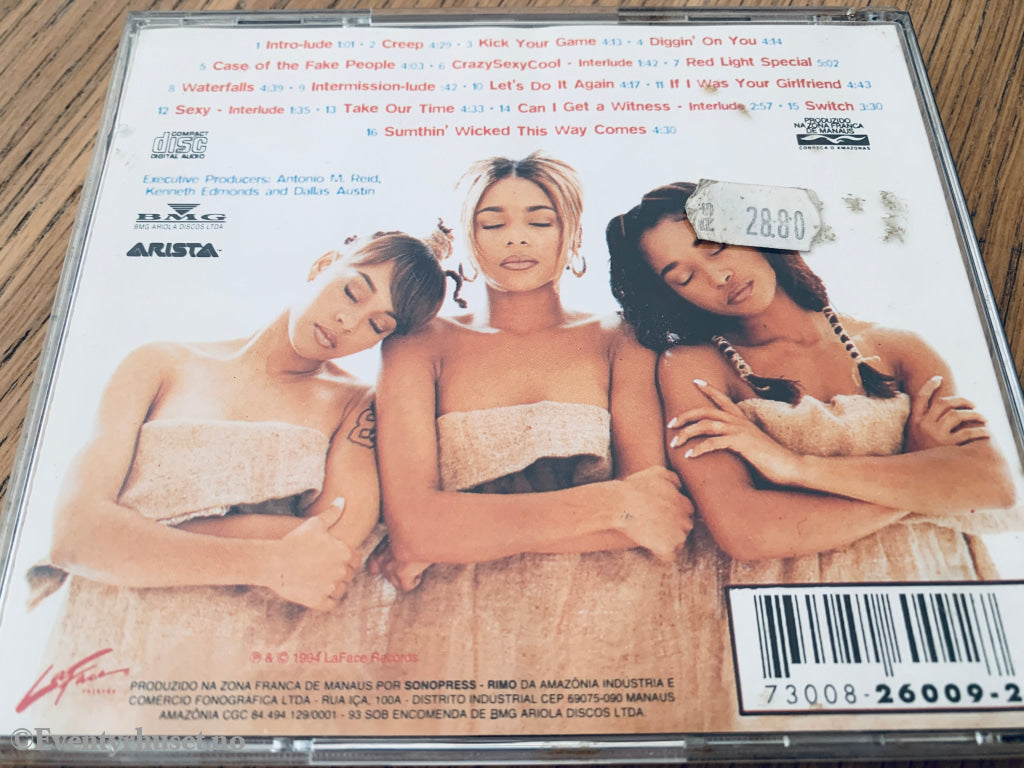 1 Intro-lude 1:01 • 2 Creep 4:29 • 3 Kick Your Game 4:13 • 4 Diggin' On You 4:14
5 Case of the Fake People 4:03 • 6 CrazySexyCool - Interlude 1:42 • 7 Red Light Special 5:02
8 Waterfalls 4:39 • 9 Intermission-lude :42 • 10 Let's Do It Again 4:17 • 11 If I Was Your Girlfriend 4:43
12 Sexy - Interlude 1:35 • 13 Take Our Time 4:33 • 14 Can I Get a Witness - Interlude 2:57 • 15 Switch 3:30
16 Sumthin' Wicked This Way Comes 4:30
COMPACT
disc
DIGITAL AUDIO
PRODUZIDO
NA ZONA FRANCA
DE MANAUS
CONHEÇA O AMAZONAS
Executive Producers: Antonio M. Reid,
Kenneth Edmonds and Dallas Austin
BMG
BMG ARIOLA DISCOS LTDA
ARISTA
28.80
℗ & © 1994 LaFace Records
LaFace
records
PRODUZIDO NA ZONA FRANCA DE MANAUS POR SONOPRESS - RIMO DA AMAZÔNIA INDÚSTRIA E
COMÉRCIO FONOGRÁFICA LTDA - RUA IÇA, 100A - DISTRITO INDUSTRIAL CEP 69075-090 MANAUS
AMAZÔNIA CGC 84 494 129/0001 - 93 SOB ENCOMENDA DE BMG ARIOLA DISCOS LTDA.
73008-26009-2
©Eventyrhuset.no